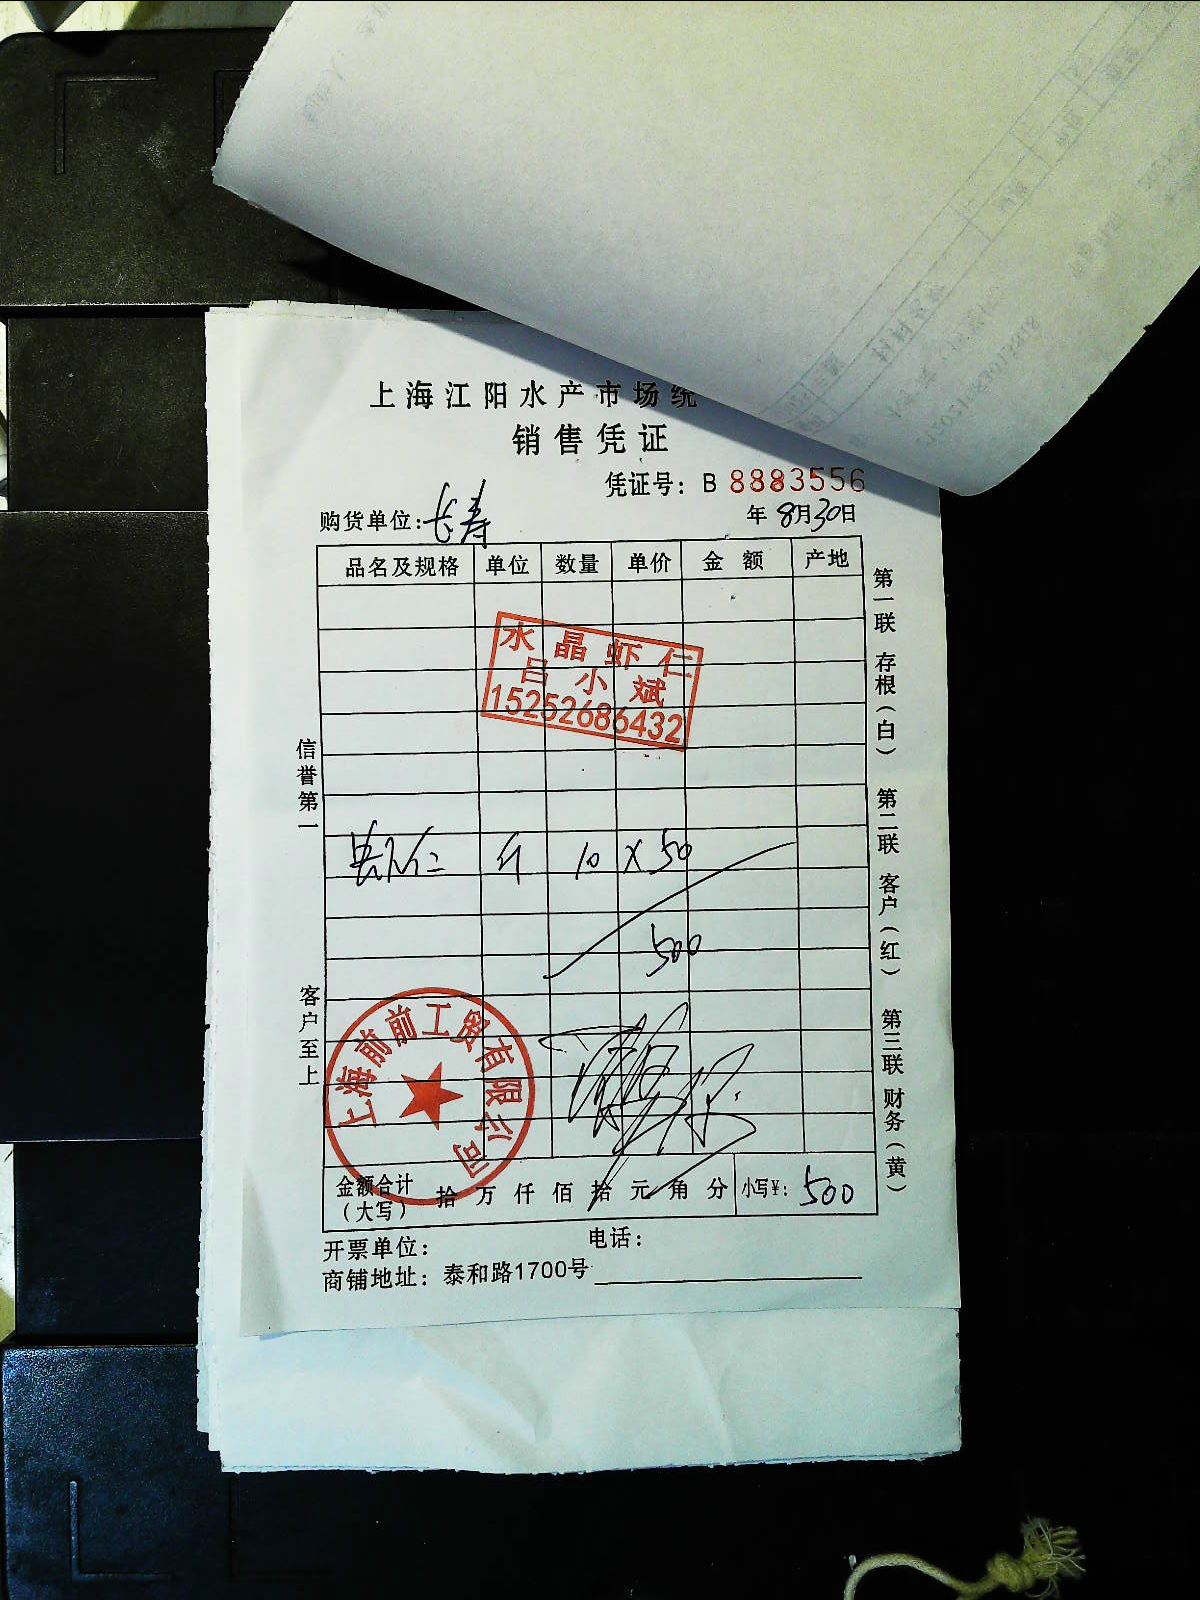 上海江阳水产市场统
销售凭证
凭证号：B 8883556
购货单位：长寿
年 8月30日
品名及规格 单位 数量 单价 金额 产地
水晶虾仁
吕小斌
15252686432
斤 10 × 50
500
信誉第一
客户至上
第一联 存根（白） 第二联 客户（红） 第三联 财务（黄）
上海前前工贸有限公司
金额合计（大写） 拾 万 仟 佰 拾 元 角 分 小写￥：500
开票单位： 电话：
商铺地址：泰和路1700号